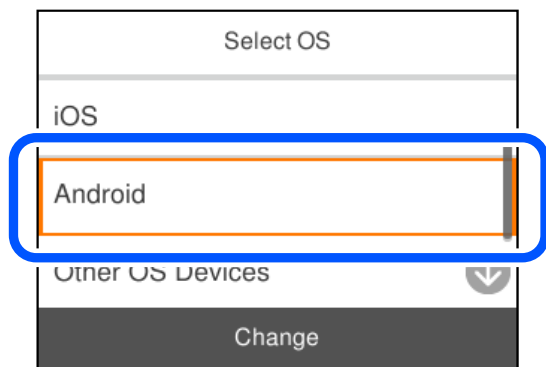 Select OS
iOS
Android
Other OS Devices
Change